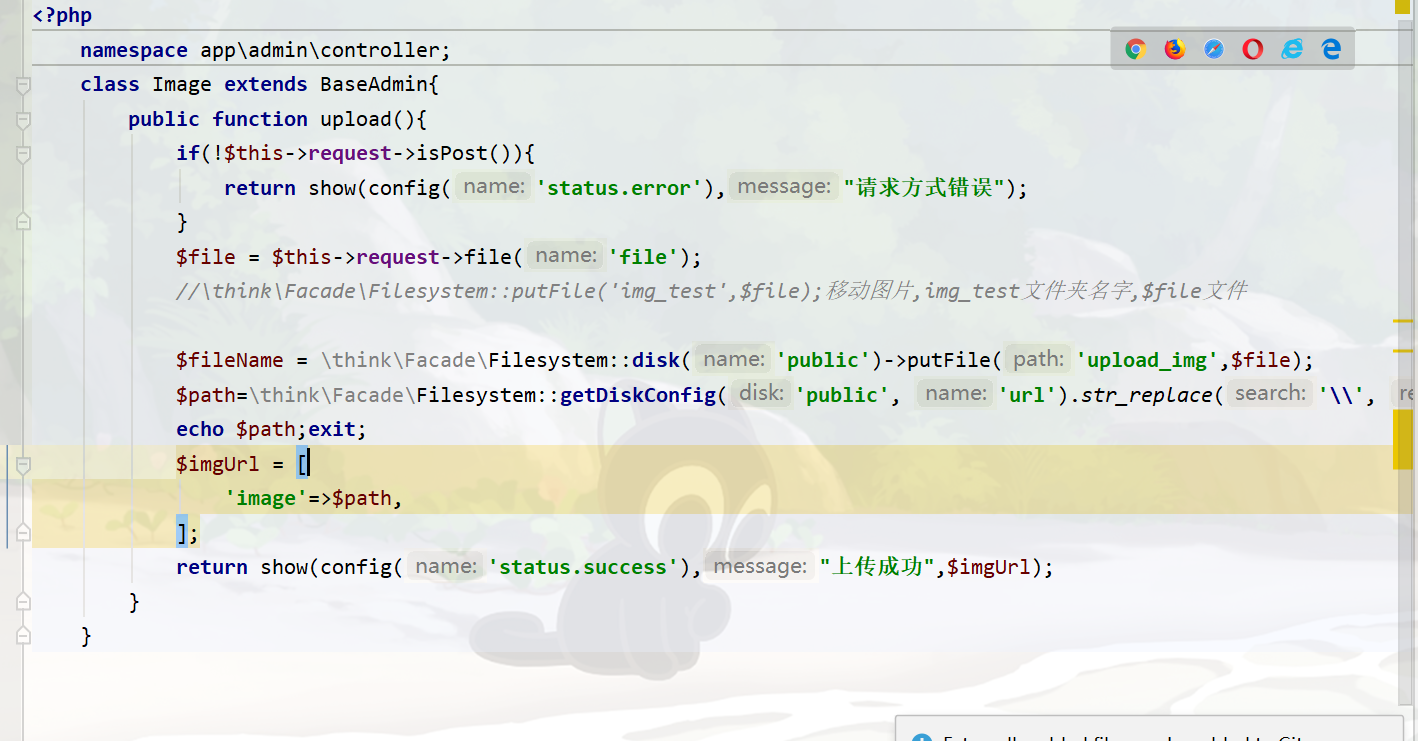 <?php
namespace app\admin\controller;
class Image extends BaseAdmin{
public function upload(){
if(!$this->request->isPost()){
return show(config( name: 'status.error'), message: "请求方式错误");
}
$file = $this->request->file( name: 'file');
//\think\Facade\Filesystem::putFile('img_test',$file);移动图片,img_test文件夹名字,$file文件
$fileName = \think\Facade\Filesystem::disk( name: 'public')->putFile( path: 'upload_img',$file);
$path=\think\Facade\Filesystem::getDiskConfig( disk: 'public', name: 'url').str_replace( search: '\\', re
echo $path;exit;
$imgUrl = [
'image'=>$path,
];
return show(config( name: 'status.success'), message: "上传成功",$imgUrl);
}
}